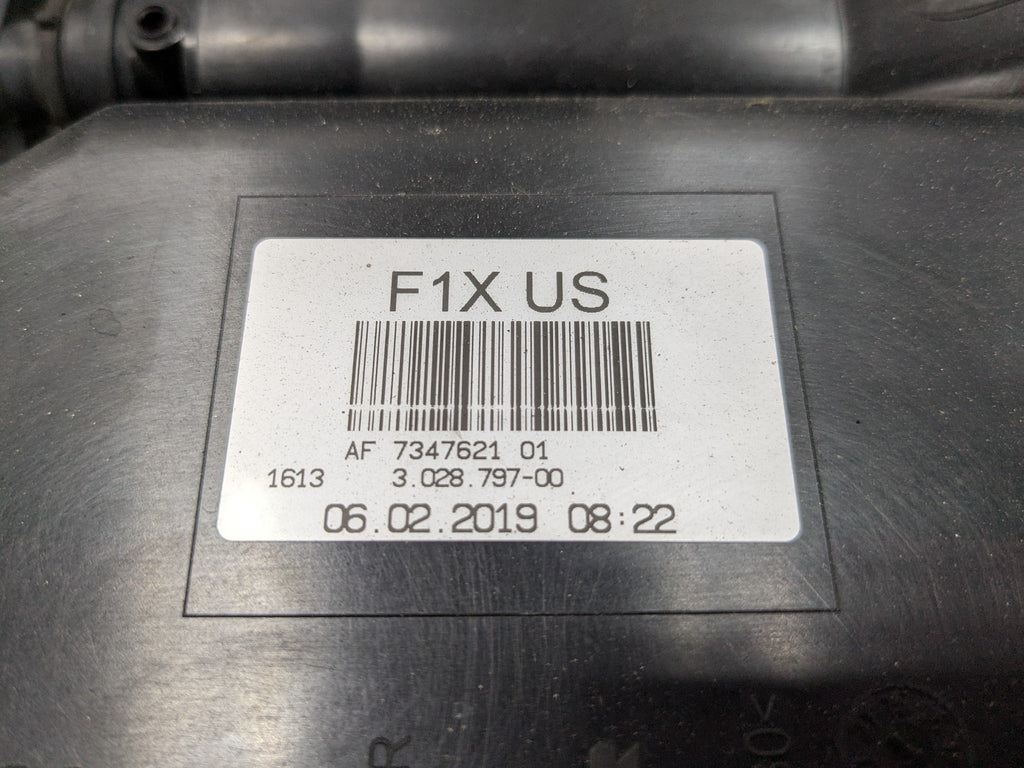 F1X US
AF 7347621 01
1613 3.028.797-00
06.02.2019 08:22
R